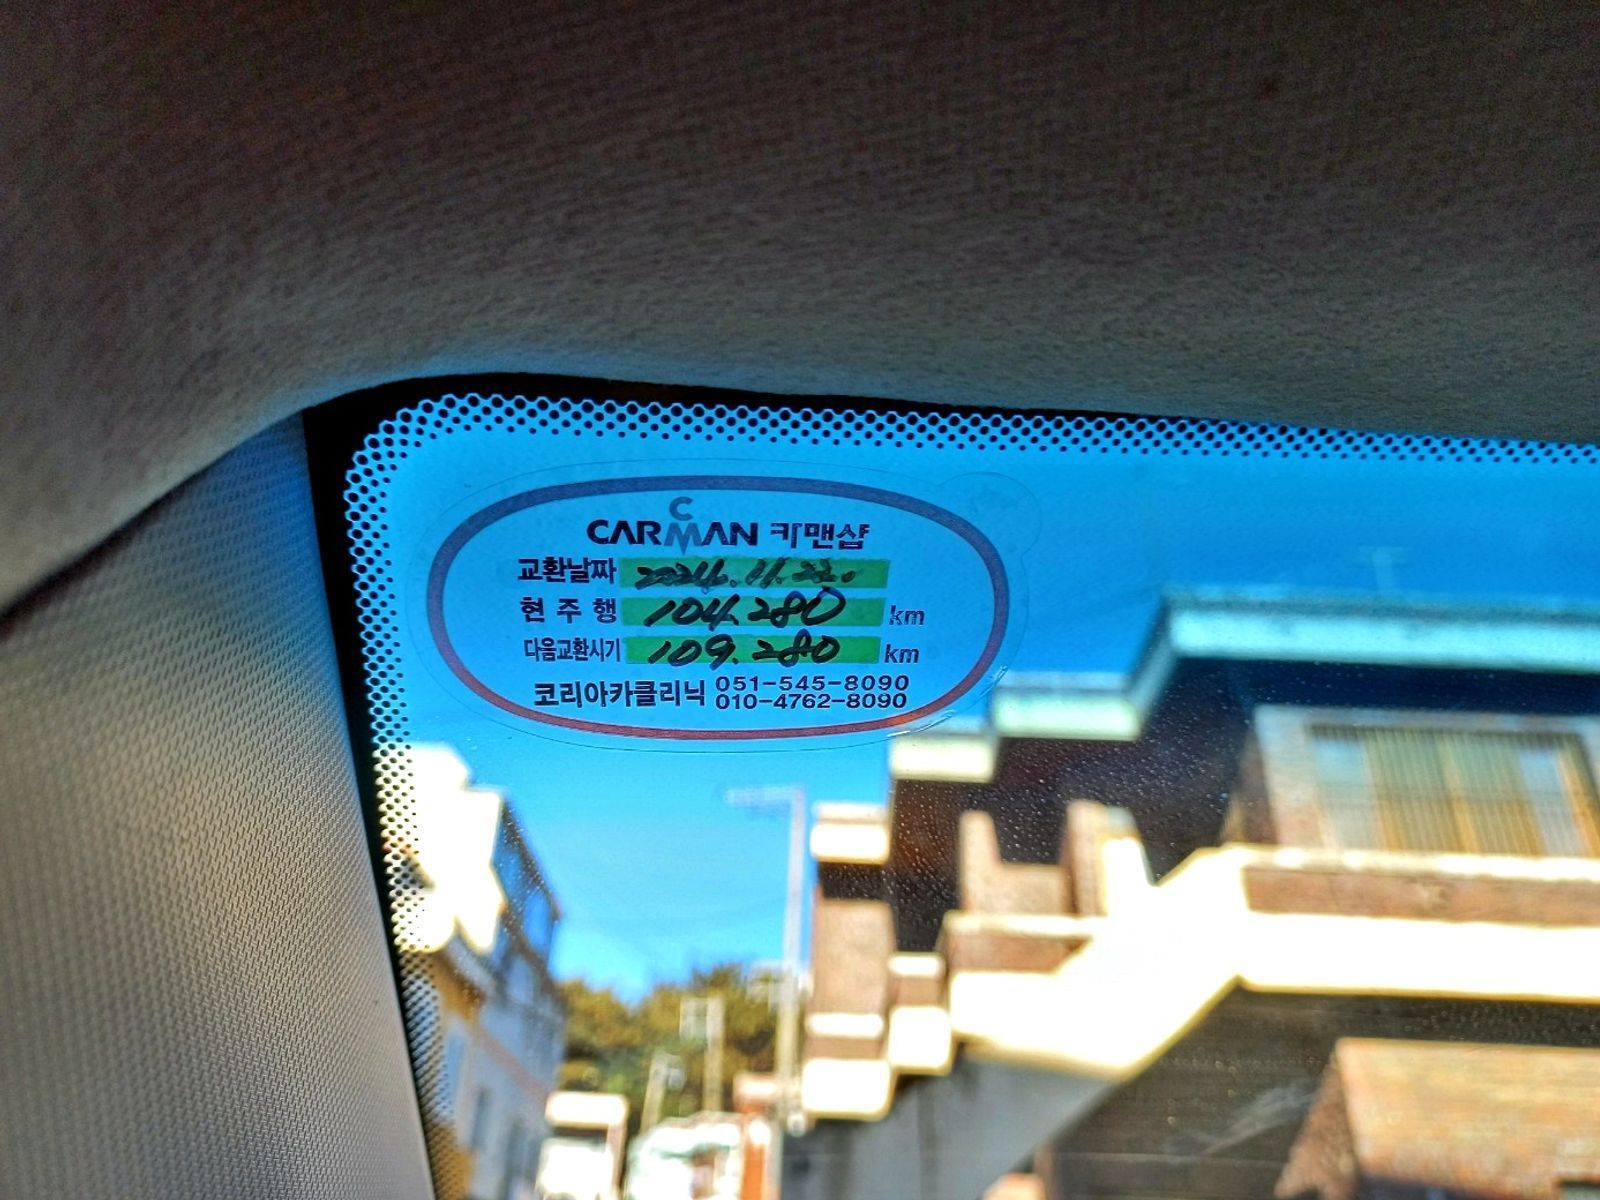 CARMAN 카맨샵
교환날짜 2024. 11. 22.
현 주 행 104.280 km
다음교환시기 109.280 km
코리아카클리닉 051-545-8090
010-4762-8090